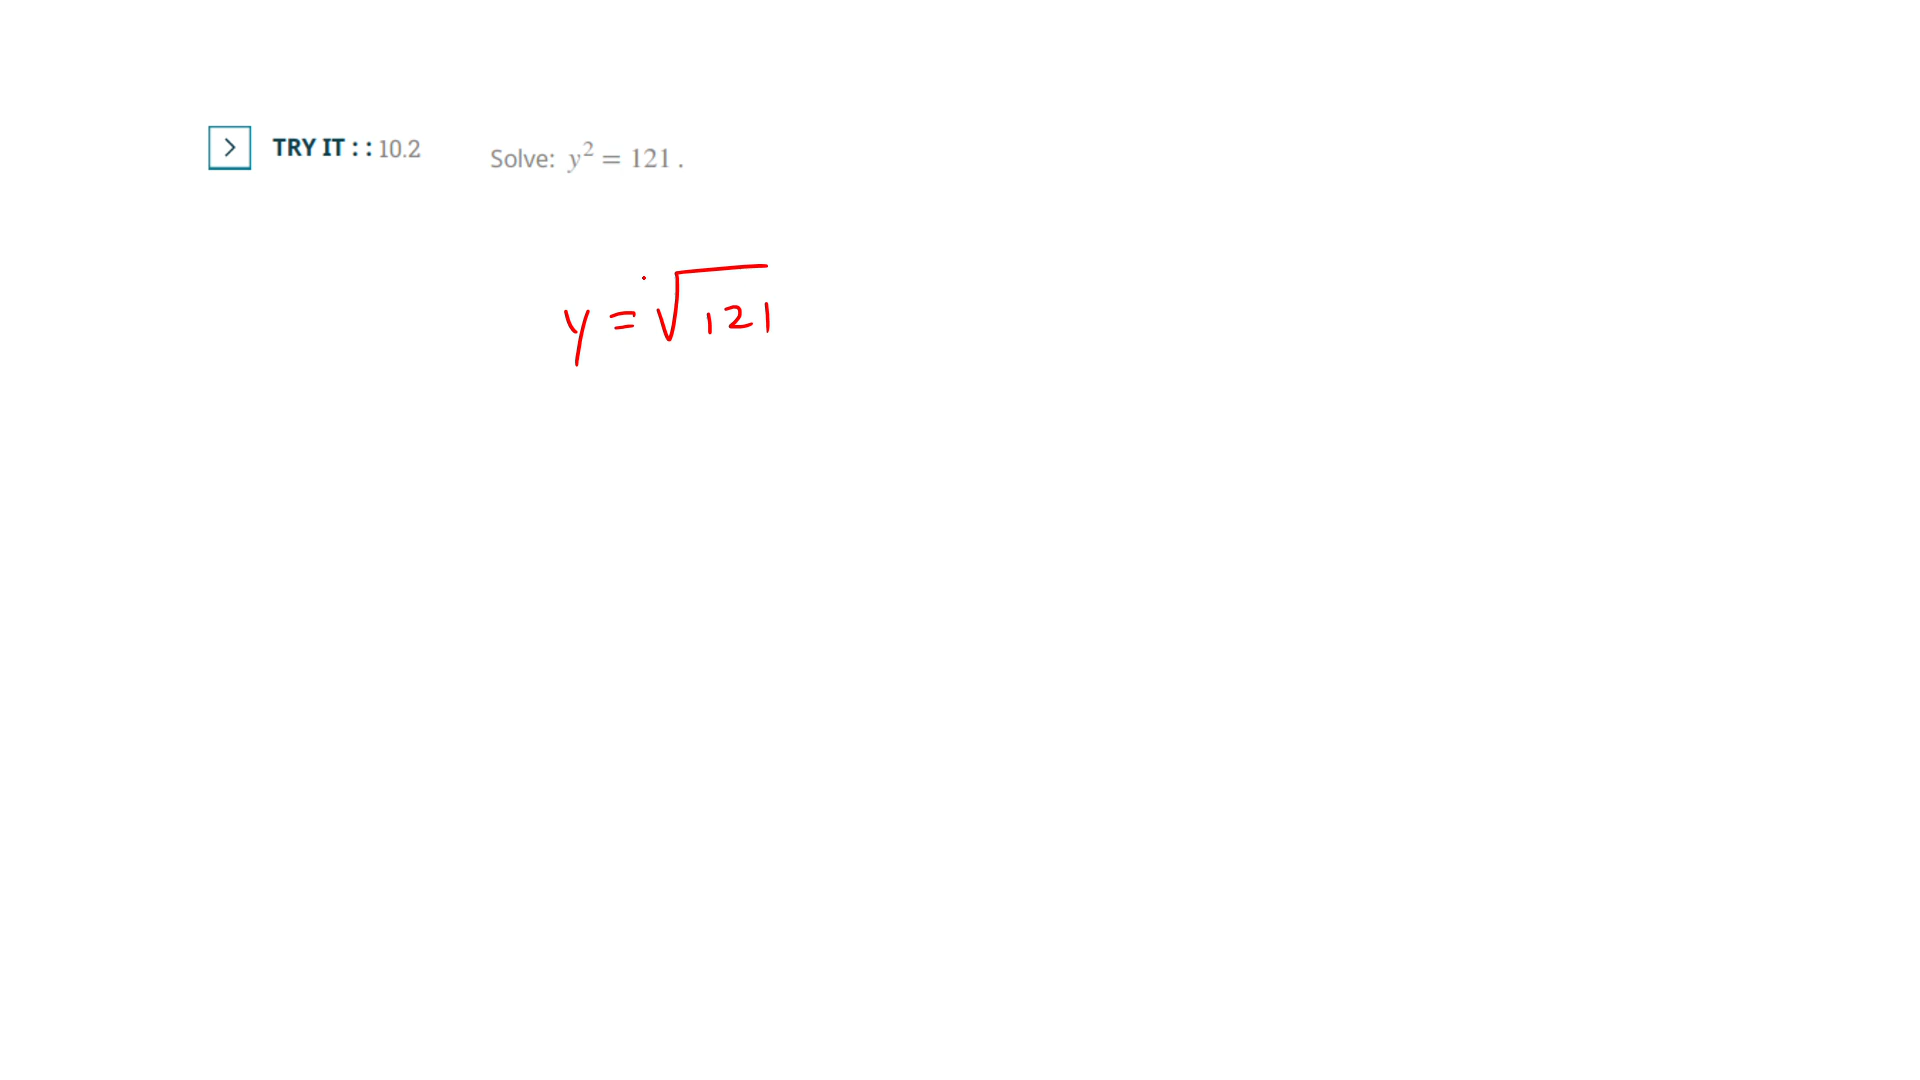 TRY IT : : 10.2 Solve: y² = 121 .
y = √121